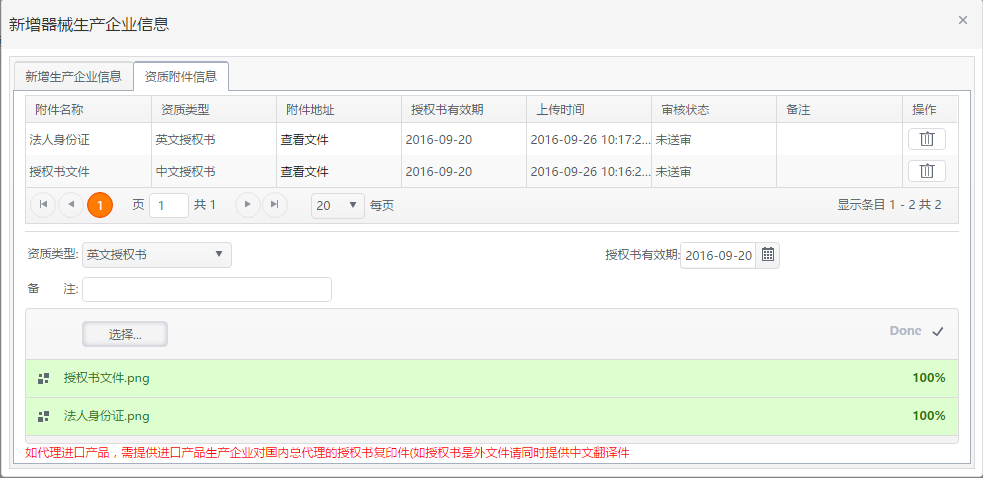 新增器械生产企业信息
新增生产企业信息 资质附件信息
附件名称 资质类型 附件地址 授权书有效期 上传时间 审核状态 备注 操作
法人身份证 英文授权书 查看文件 2016-09-20 2016-09-26 10:17:2... 未送审
授权书文件 中文授权书 查看文件 2016-09-20 2016-09-26 10:16:2... 未送审
1 页 1 共 1 20 每页 显示条目 1 - 2 共 2
资质类型: 英文授权书 授权书有效期: 2016-09-20
备 注:
选择... Done
授权书文件.png 100%
法人身份证.png 100%
如代理进口产品，需提供进口产品生产企业对国内总代理的授权书复印件(如授权书是外文件请同时提供中文翻译件